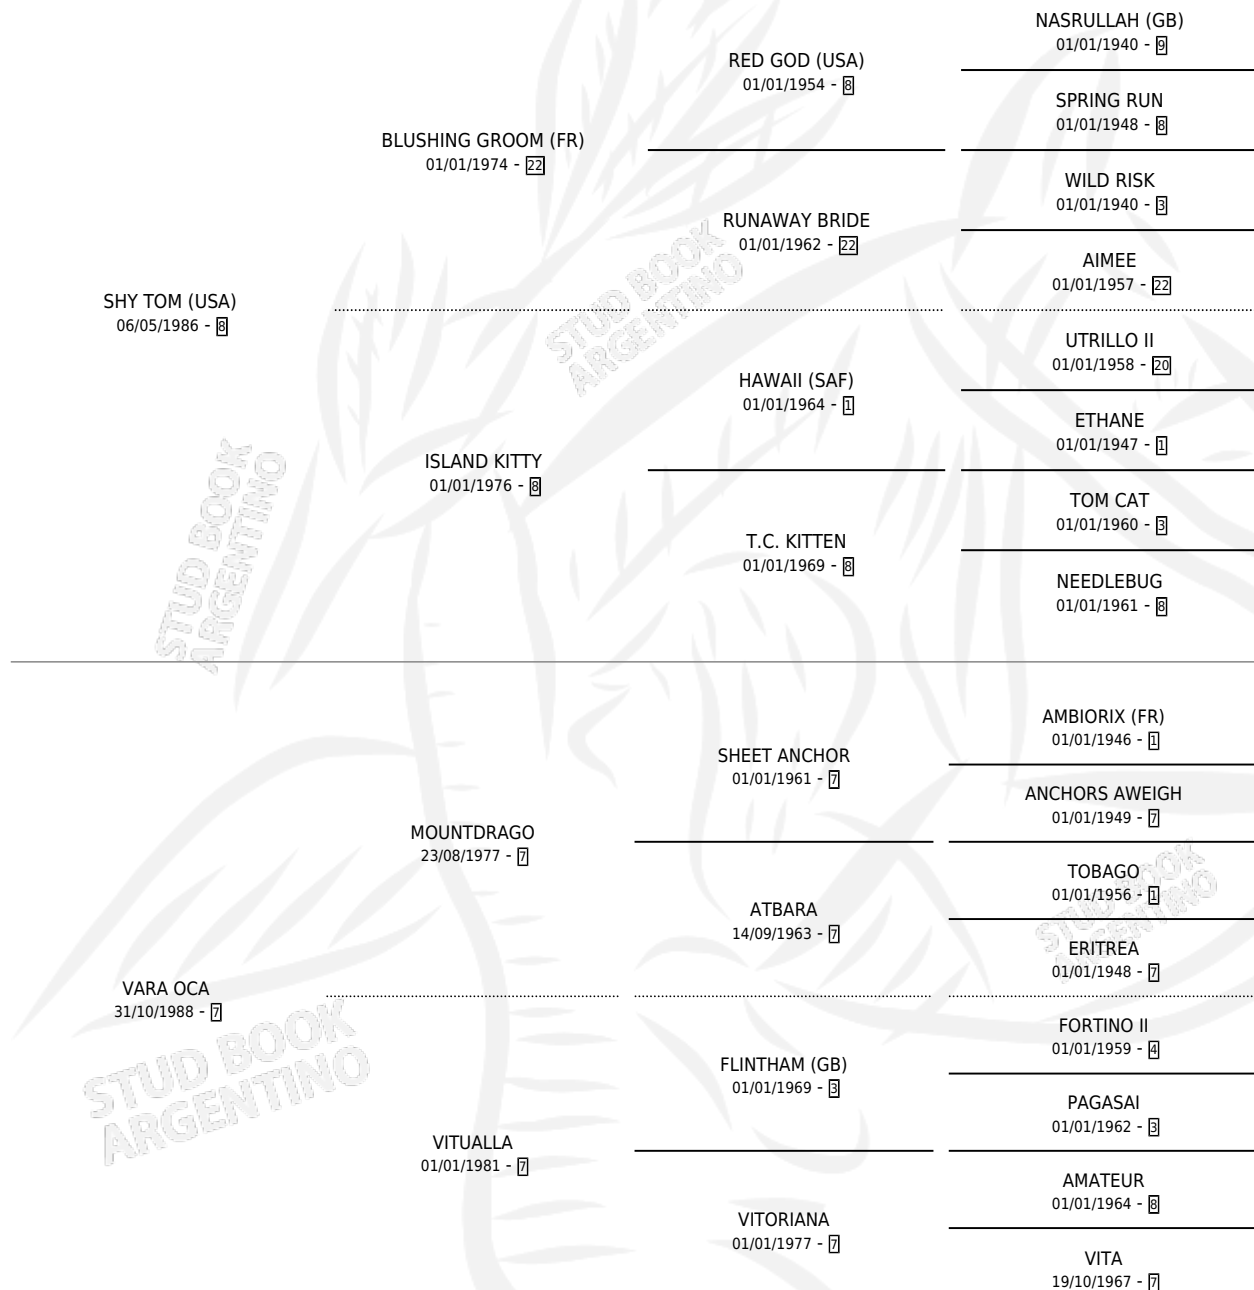 NASRULLAH (GB)
01/01/1940 - 9
RED GOD (USA)
01/01/1954 - 8
SPRING RUN
01/01/1948 - 8
BLUSHING GROOM (FR)
01/01/1974 - 22
WILD RISK
01/01/1940 - 3
RUNAWAY BRIDE
01/01/1962 - 22
AIMEE
01/01/1957 - 22
SHY TOM (USA)
06/05/1986 - 8
STUD BOOK
ARGENTINO
UTRILLO II
01/01/1958 - 20
HAWAII (SAF)
01/01/1964 - 1
ETHANE
01/01/1947 - 1
ISLAND KITTY
01/01/1976 - 8
TOM CAT
01/01/1960 - 3
T.C. KITTEN
01/01/1969 - 8
NEEDLEBUG
01/01/1961 - 8
STUD BOOK
ARGENTINO
AMBIORIX (FR)
01/01/1946 - 1
SHEET ANCHOR
01/01/1961 - 7
ANCHORS AWEIGH
01/01/1949 - 7
MOUNTDRAGO
23/08/1977 - 7
TOBAGO
01/01/1956 - 1
ATBARA
14/09/1963 - 7
STUD BOOK
ARGENTINO
ERITREA
01/01/1948 - 7
VARA OCA
31/10/1988 - 7
FORTINO II
01/01/1959 - 4
FLINTHAM (GB)
01/01/1969 - 3
STUD BOOK
ARGENTINO
PAGASAI
01/01/1962 - 3
VITUALLA
01/01/1981 - 7
AMATEUR
01/01/1964 - 8
VITORIANA
01/01/1977 - 7
VITA
19/10/1967 - 7